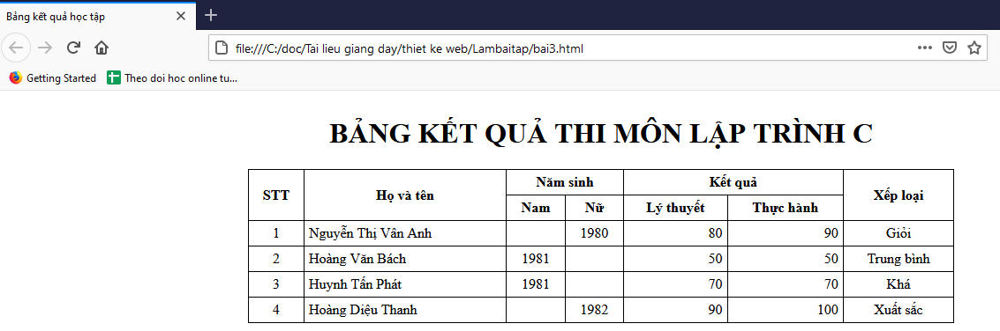 Bảng kết quả học tập
file:///C:/doc/Tai lieu giang day/thiet ke web/Lambaitap/bai3.html
Getting Started Theo doi hoc online tu...
BẢNG KẾT QUẢ THI MÔN LẬP TRÌNH C
STT Họ và tên Năm sinh Kết quả Xếp loại
Nam Nữ Lý thuyết Thực hành
1 Nguyễn Thị Vân Anh 1980 80 90 Giỏi
2 Hoàng Văn Bách 1981 50 50 Trung bình
3 Huynh Tấn Phát 1981 70 70 Khá
4 Hoàng Diệu Thanh 1982 90 100 Xuất sắc